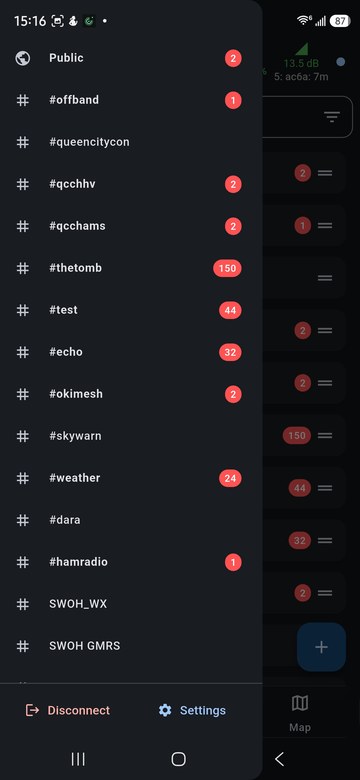 15:16
6
87
Public 2
#offband 1
#queencitycon
#qcchhv 2
#qcchams 2
#thetomb 150
#test 44
#echo 32
#okimesh 2
#skywarn
#weather 24
#dara
#hamradio 1
SWOH_WX
SWOH GMRS
Disconnect Settings
%
13.5 dB
5: ac6a: 7m
2
1
2
2
150
44
32
2
+
Map